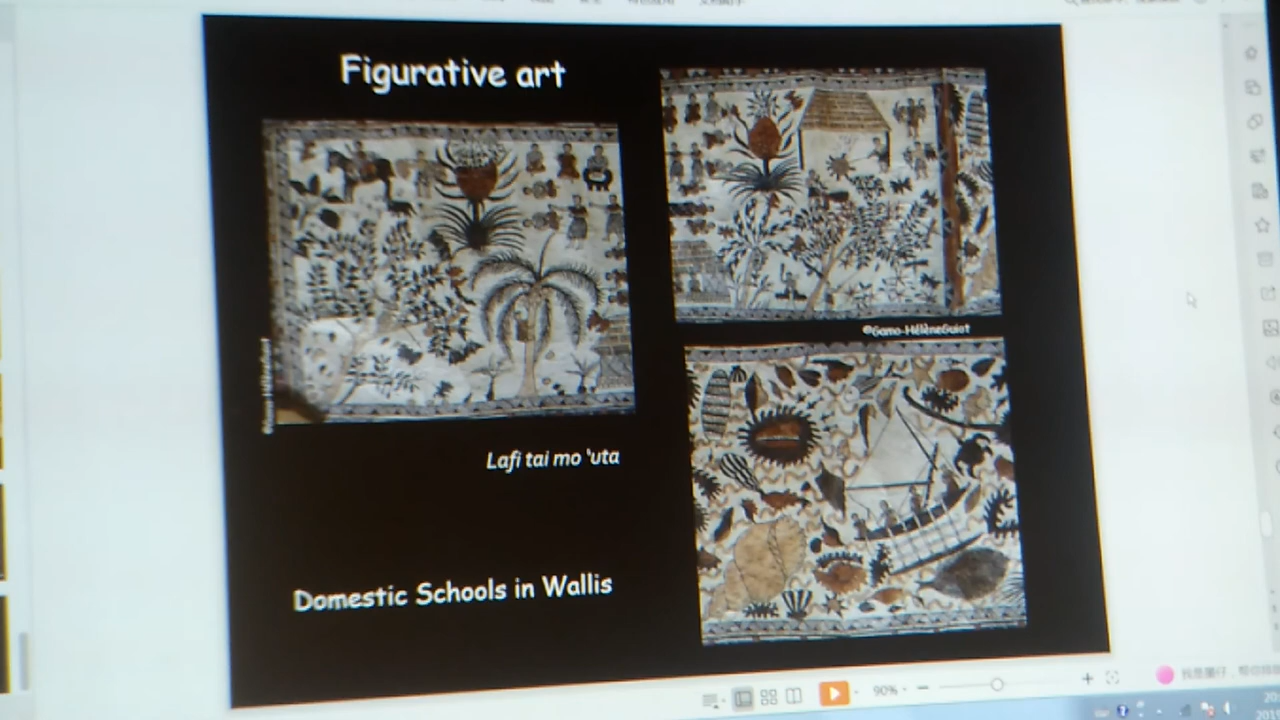 Figurative art
©Gamo-HélèneGuiot
Lafi tai mo 'uta
Domestic Schools in Wallis
90%